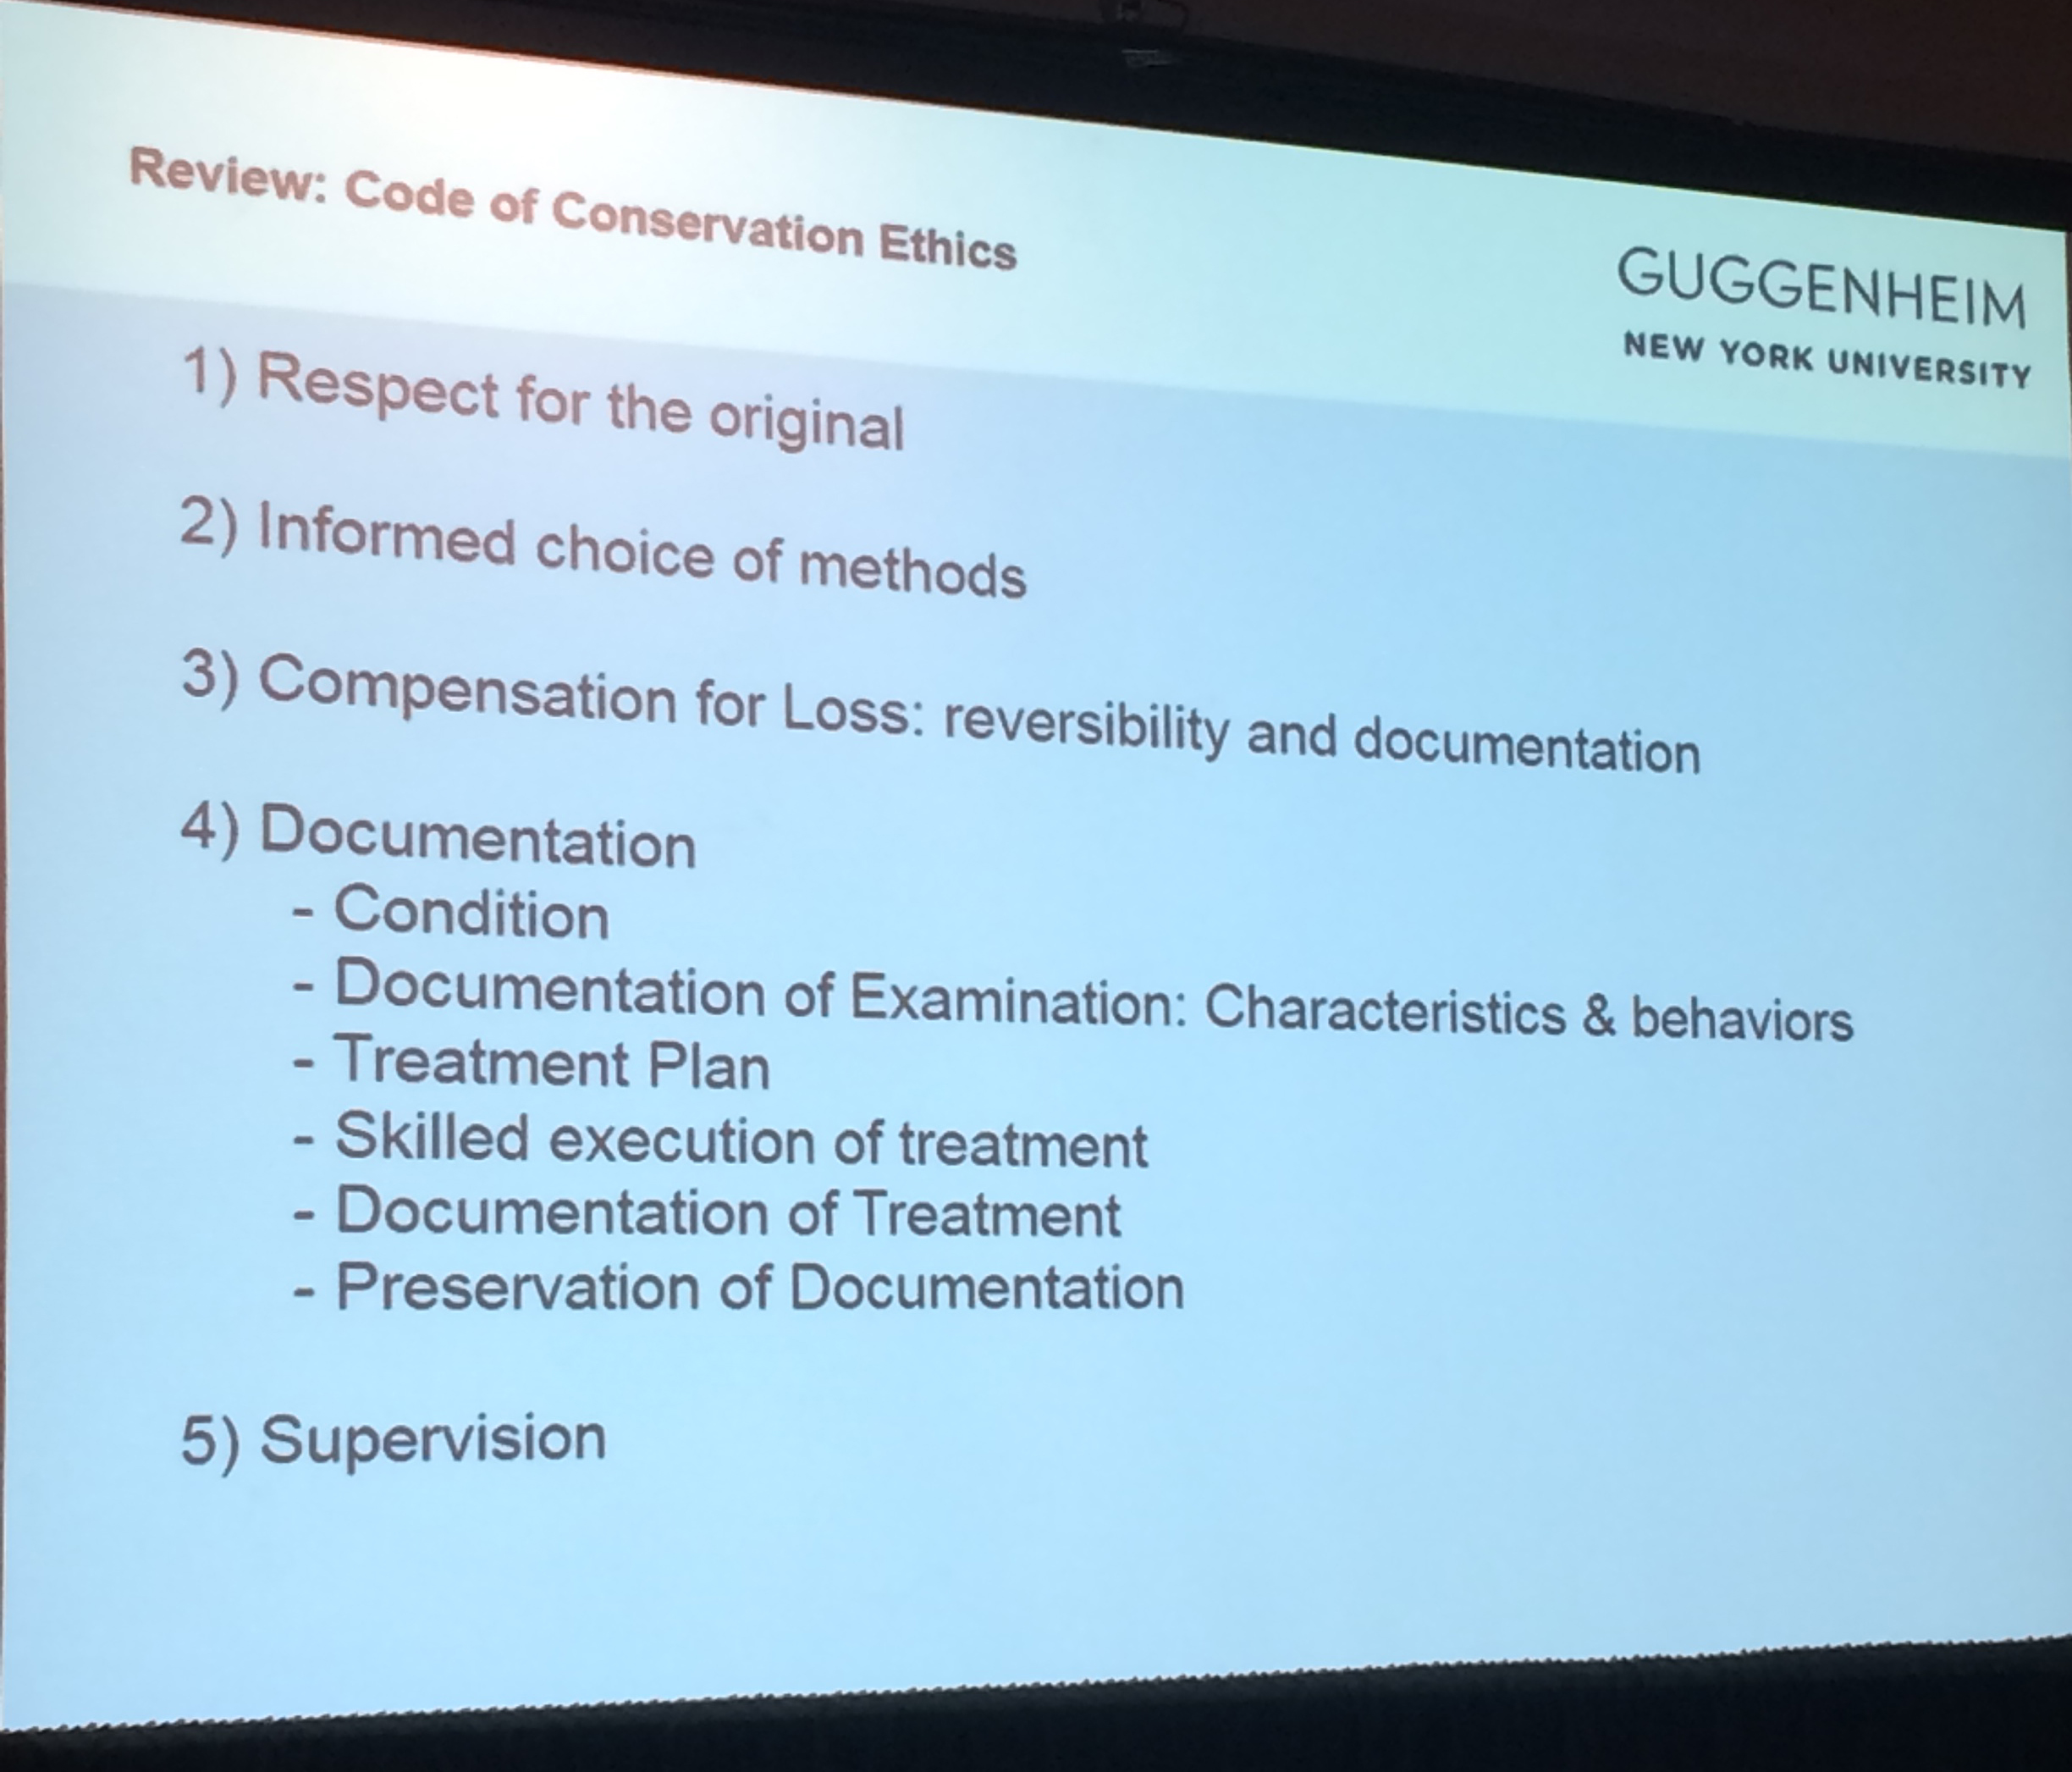 Review: Code of Conservation Ethics
GUGGENHEIM
NEW YORK UNIVERSITY
1) Respect for the original
2) Informed choice of methods
3) Compensation for Loss: reversibility and documentation
4) Documentation
- Condition
- Documentation of Examination: Characteristics & behaviors
- Treatment Plan
- Skilled execution of treatment
- Documentation of Treatment
- Preservation of Documentation
5) Supervision